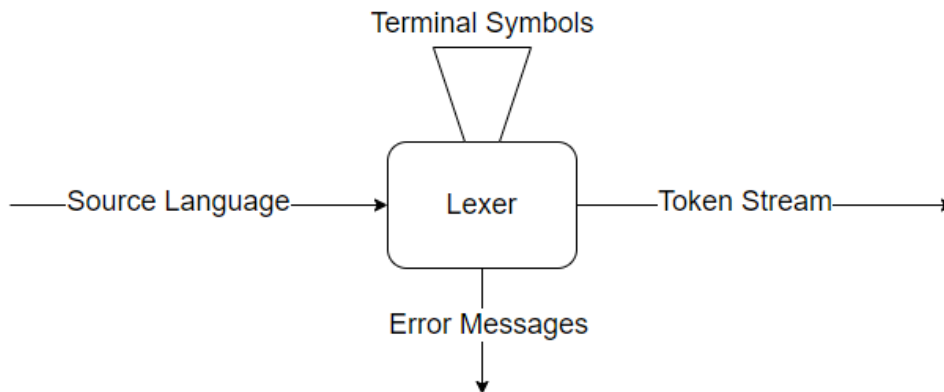 Terminal Symbols
Source Language
Lexer
Token Stream
Error Messages